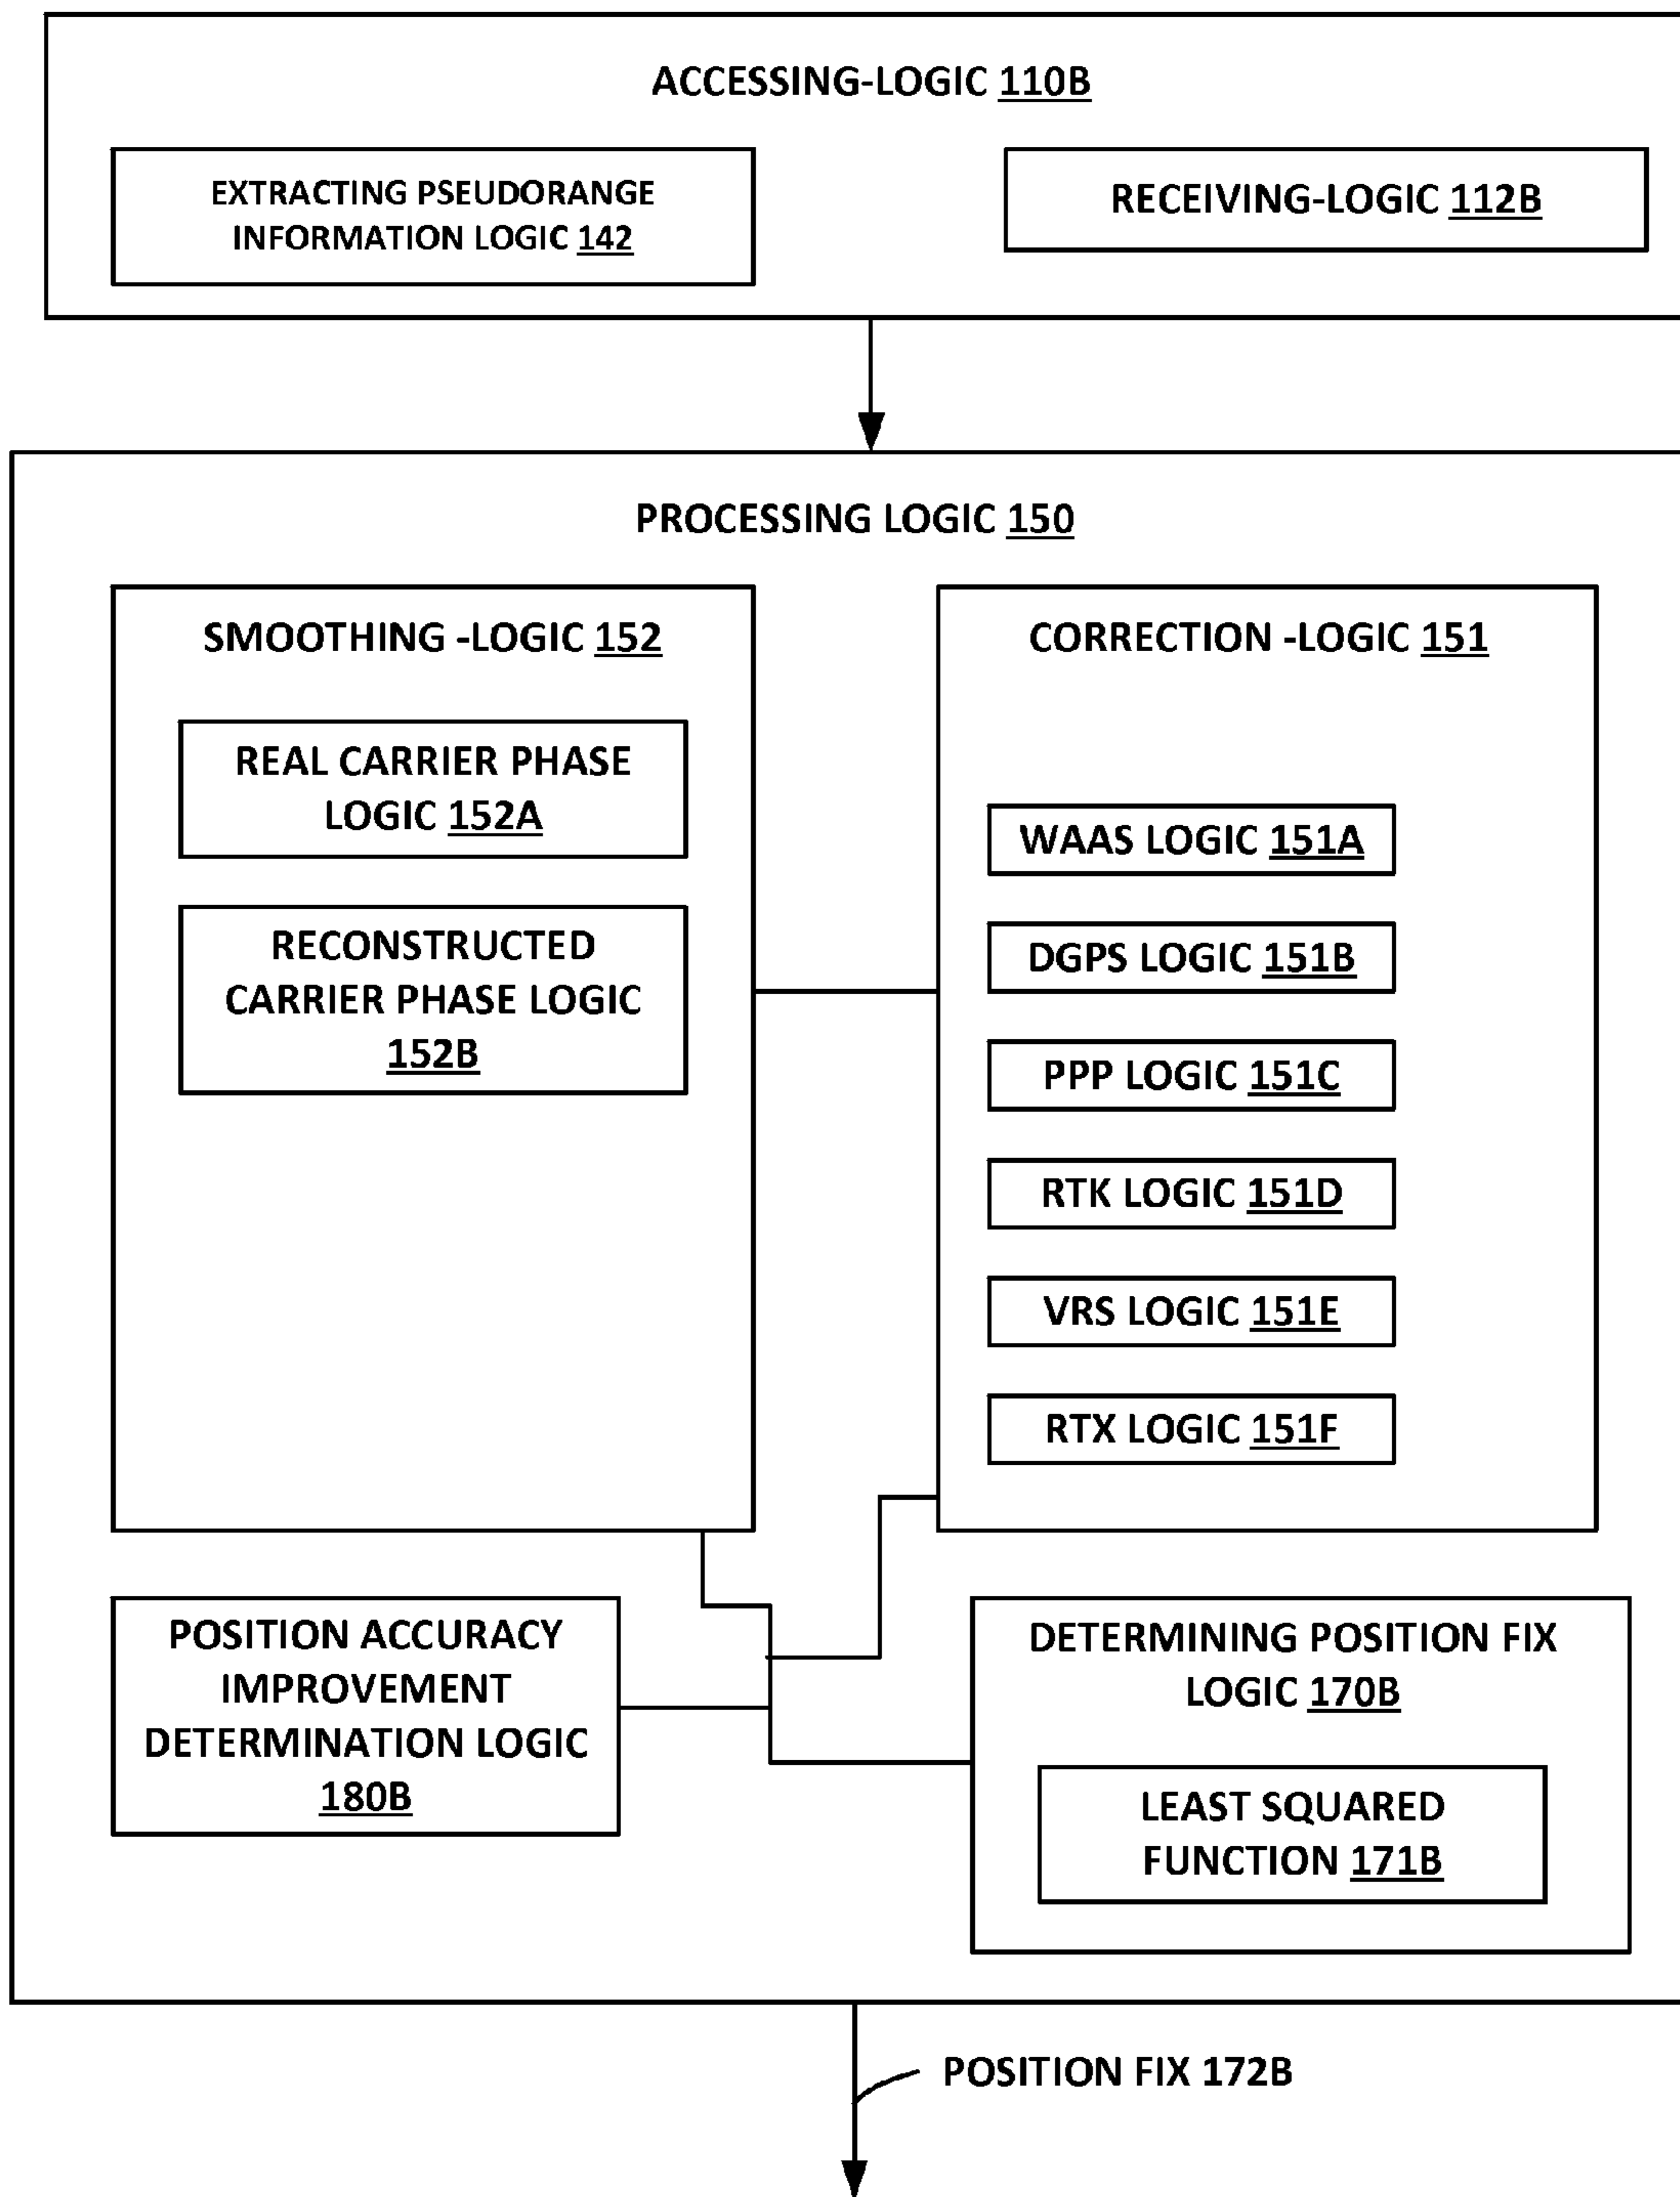 ACCESSING-LOGIC 110B
EXTRACTING PSEUDORANGE
INFORMATION LOGIC 142
RECEIVING-LOGIC 112B
PROCESSING LOGIC 150
SMOOTHING -LOGIC 152
REAL CARRIER PHASE
LOGIC 152A
RECONSTRUCTED
CARRIER PHASE LOGIC
152B
CORRECTION -LOGIC 151
WAAS LOGIC 151A
DGPS LOGIC 151B
PPP LOGIC 151C
RTK LOGIC 151D
VRS LOGIC 151E
RTX LOGIC 151F
POSITION ACCURACY
IMPROVEMENT
DETERMINATION LOGIC
180B
DETERMINING POSITION FIX
LOGIC 170B
LEAST SQUARED
FUNCTION 171B
POSITION FIX 172B